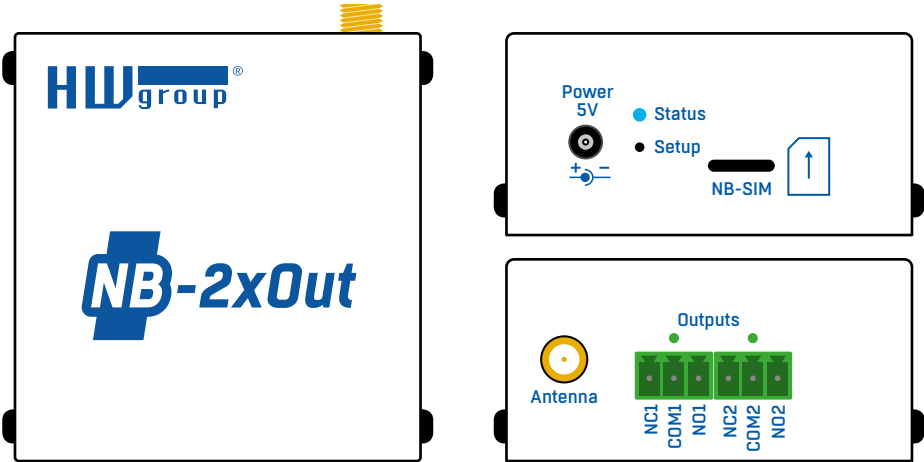 HW group ®
NB-2xOut
Power
5V
Status
Setup
+ −
NB-SIM
Outputs
Antenna
NC1
COM1
NO1
NC2
COM2
NO2